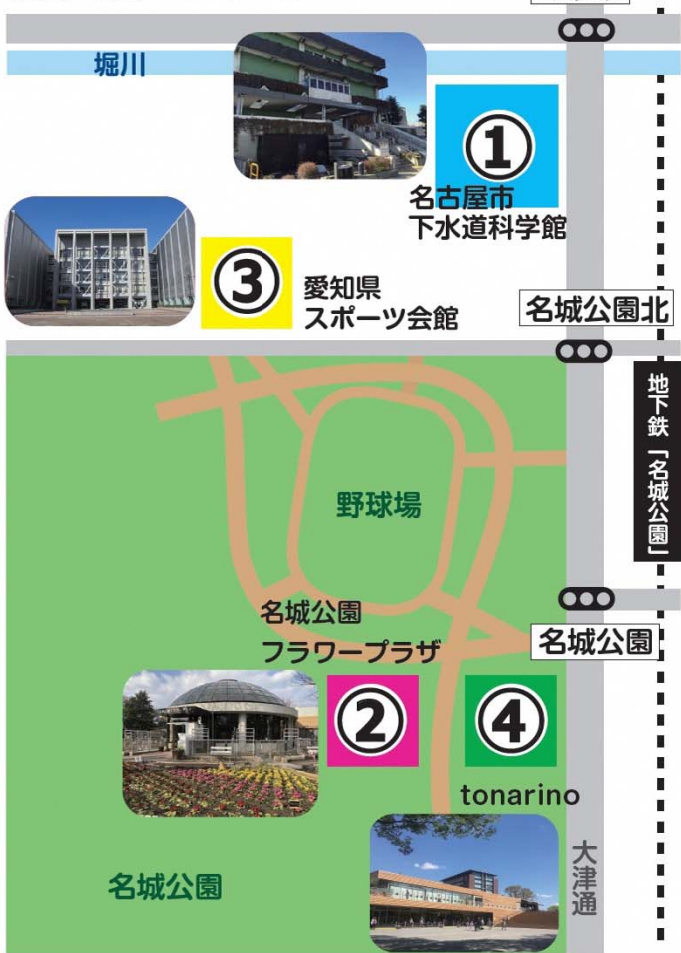 堀川
①
名古屋市
下水道科学館
③
愛知県
スポーツ会館
名城公園北
地下鉄「名城公園」
野球場
名城公園
フラワープラザ
名城公園
②
④
tonarino
大津通
名城公園